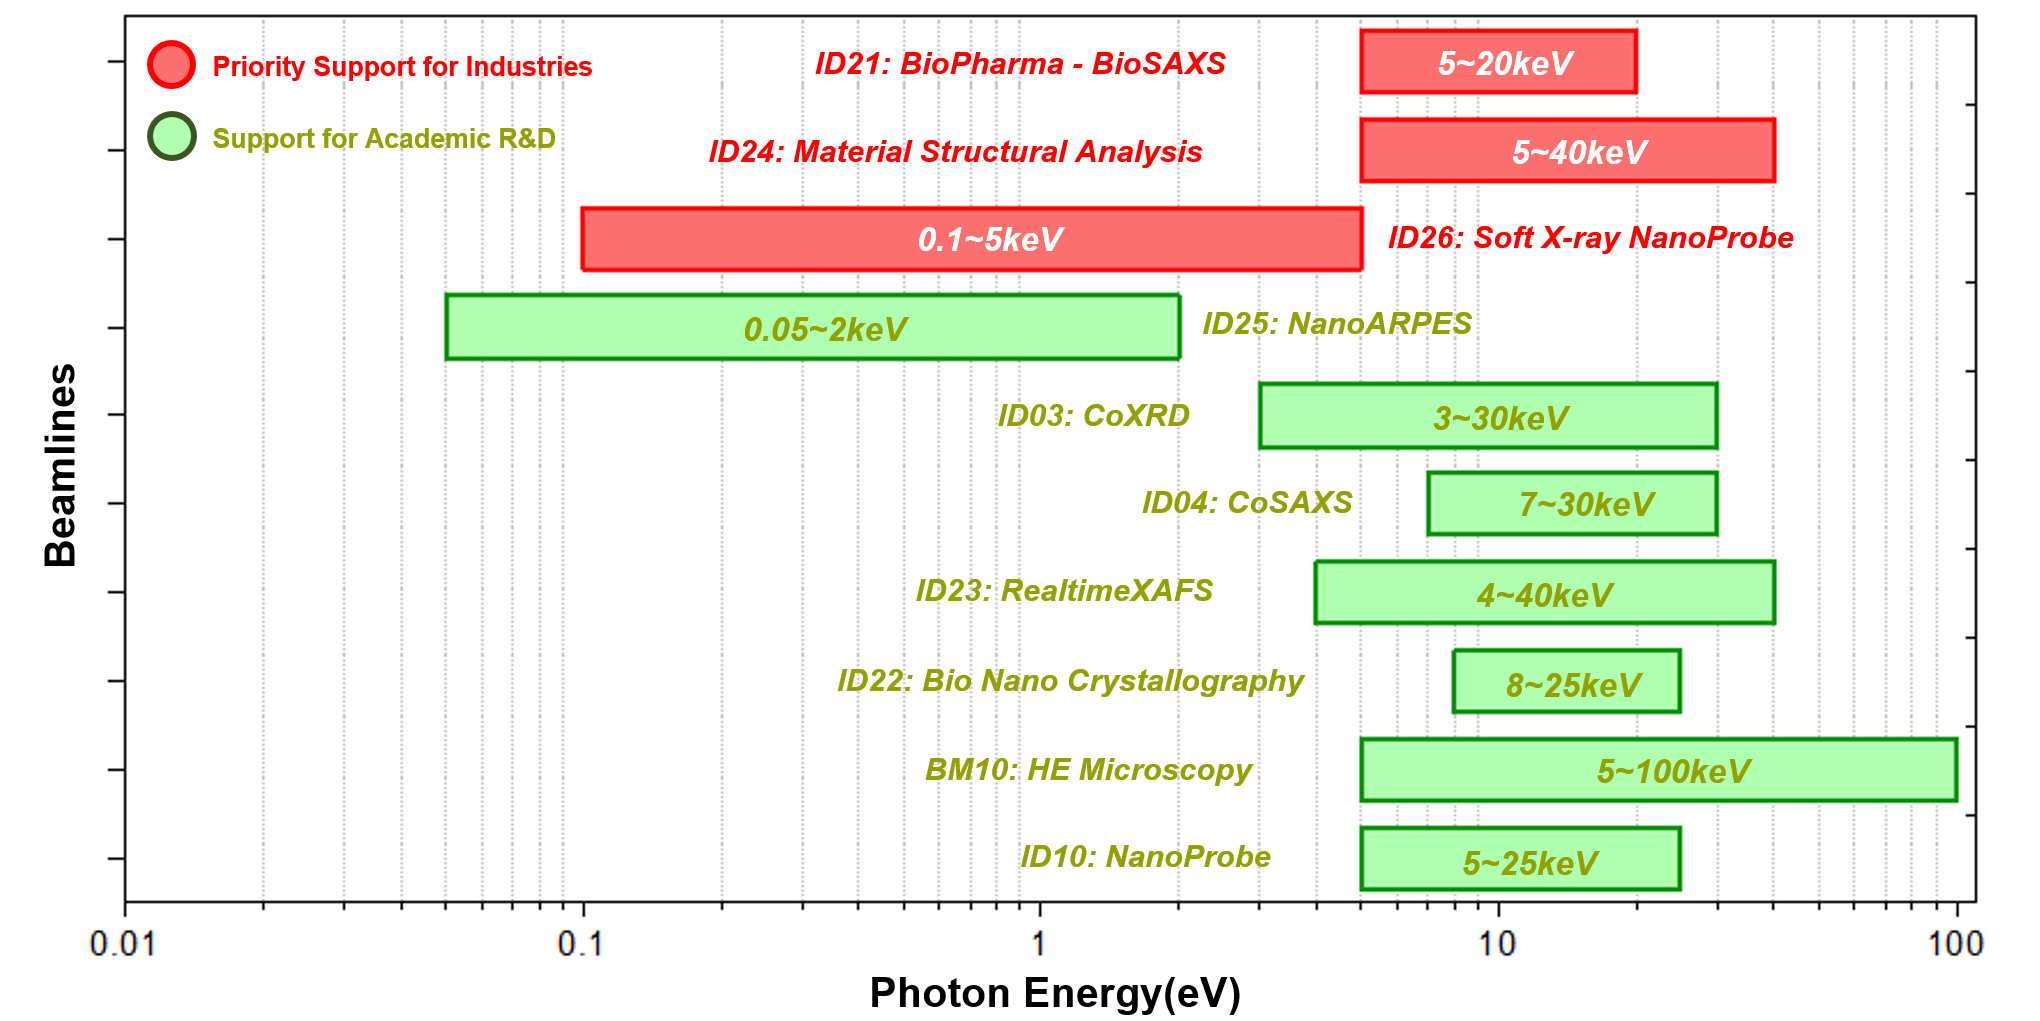 Priority Support for Industries
Support for Academic R&D
ID21: BioPharma - BioSAXS
5~20keV
ID24: Material Structural Analysis
5~40keV
0.1~5keV
ID26: Soft X-ray NanoProbe
0.05~2keV
ID25: NanoARPES
ID03: CoXRD
3~30keV
ID04: CoSAXS
7~30keV
ID23: RealtimeXAFS
4~40keV
ID22: Bio Nano Crystallography
8~25keV
BM10: HE Microscopy
5~100keV
ID10: NanoProbe
5~25keV
Beamlines
0.01 0.1 1 10 100
Photon Energy(eV)